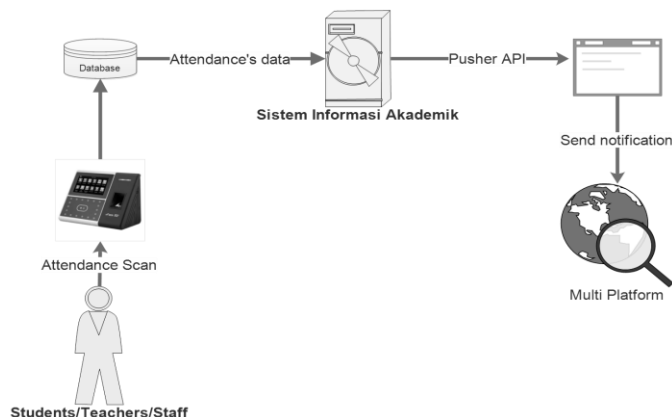 Database
Attendance's data
Sistem Informasi Akademik
Pusher API
Send notification
Multi Platform
Attendance Scan
Students/Teachers/Staff